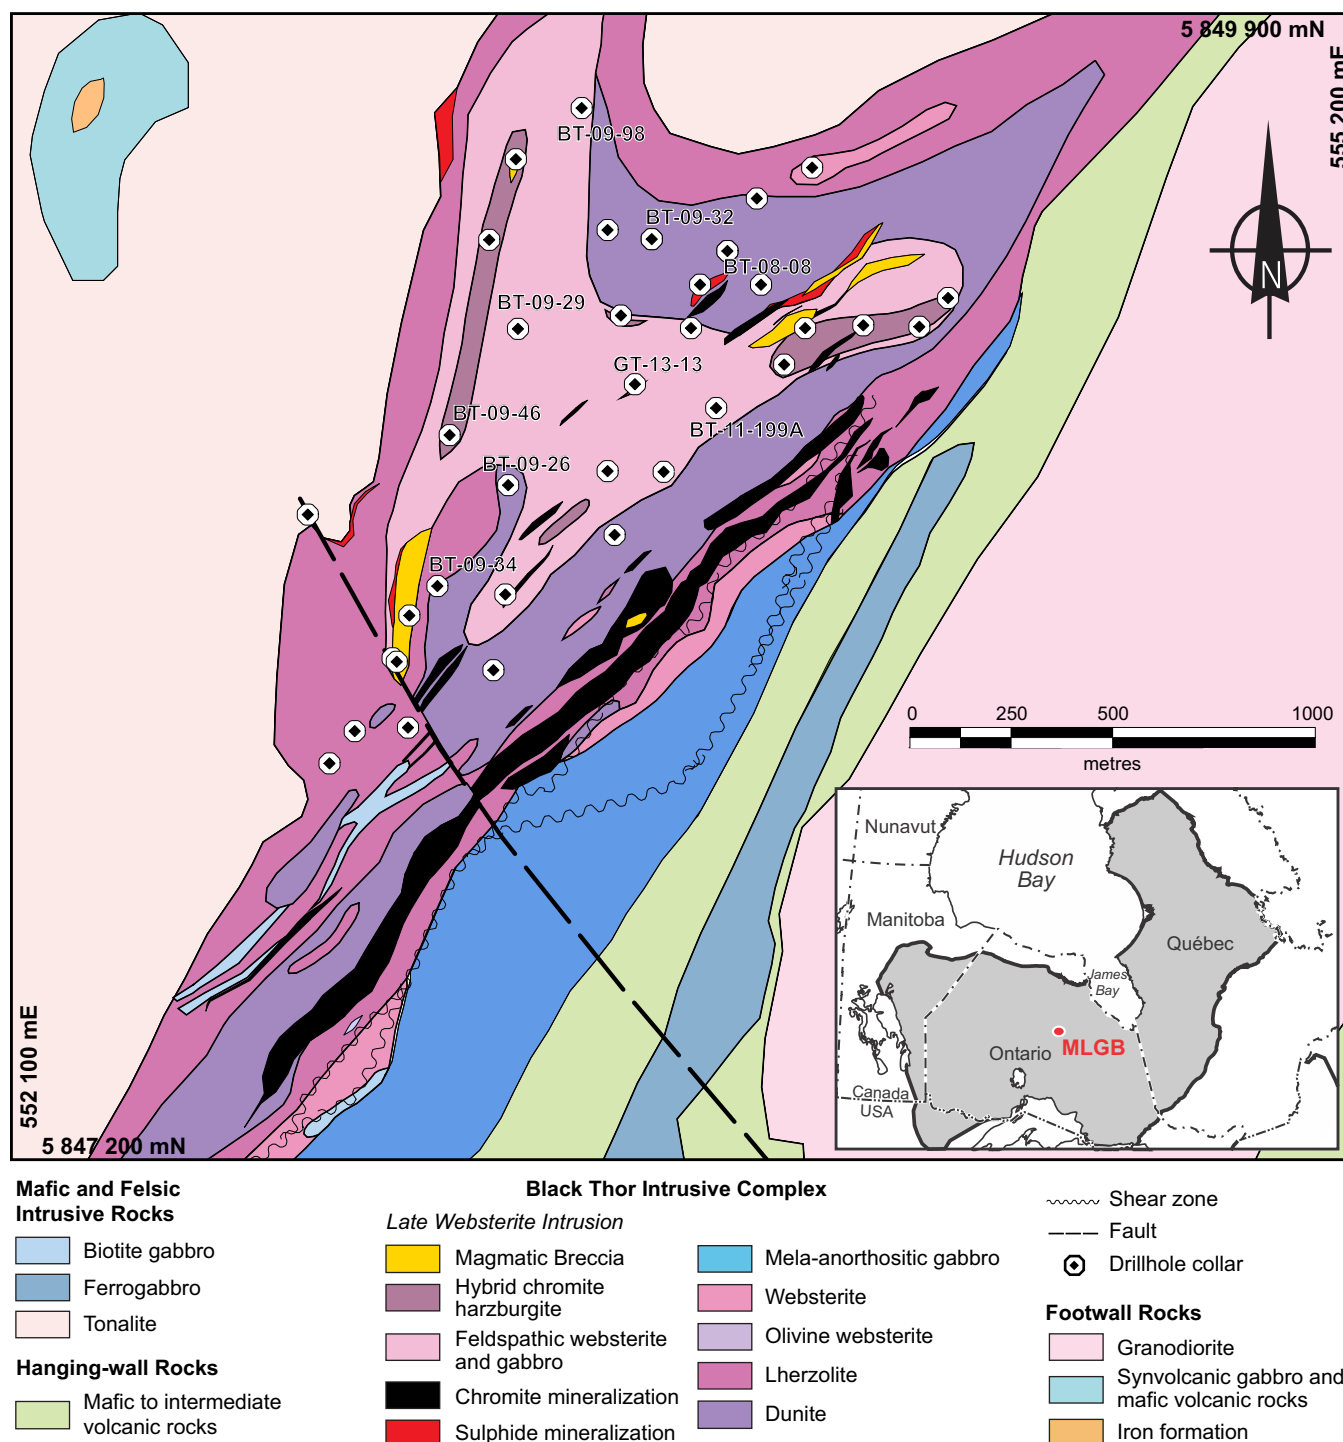 5 849 900 mN
555 200 mE
BT-09-98
BT-09-32
BT-08-08
BT-09-29
GT-13-13
BT-09-46
BT-11-199A
BT-09-26
BT-09-34
N
0 250 500 1000
metres
Nunavut
Hudson
Bay
Manitoba
Québec
James
Bay
Ontario
MLGB
Canada
USA
552 100 mE
5 847 200 mN
Mafic and Felsic
Intrusive Rocks
Biotite gabbro
Ferrogabbro
Tonalite
Hanging-wall Rocks
Mafic to intermediate
volcanic rocks
Black Thor Intrusive Complex
Late Websterite Intrusion
Magmatic Breccia
Hybrid chromite
harzburgite
Feldspathic websterite
and gabbro
Chromite mineralization
Sulphide mineralization
Mela-anorthositic gabbro
Websterite
Olivine websterite
Lherzolite
Dunite
Shear zone
Fault
Drillhole collar
Footwall Rocks
Granodiorite
Synvolcanic gabbro and
mafic volcanic rocks
Iron formation